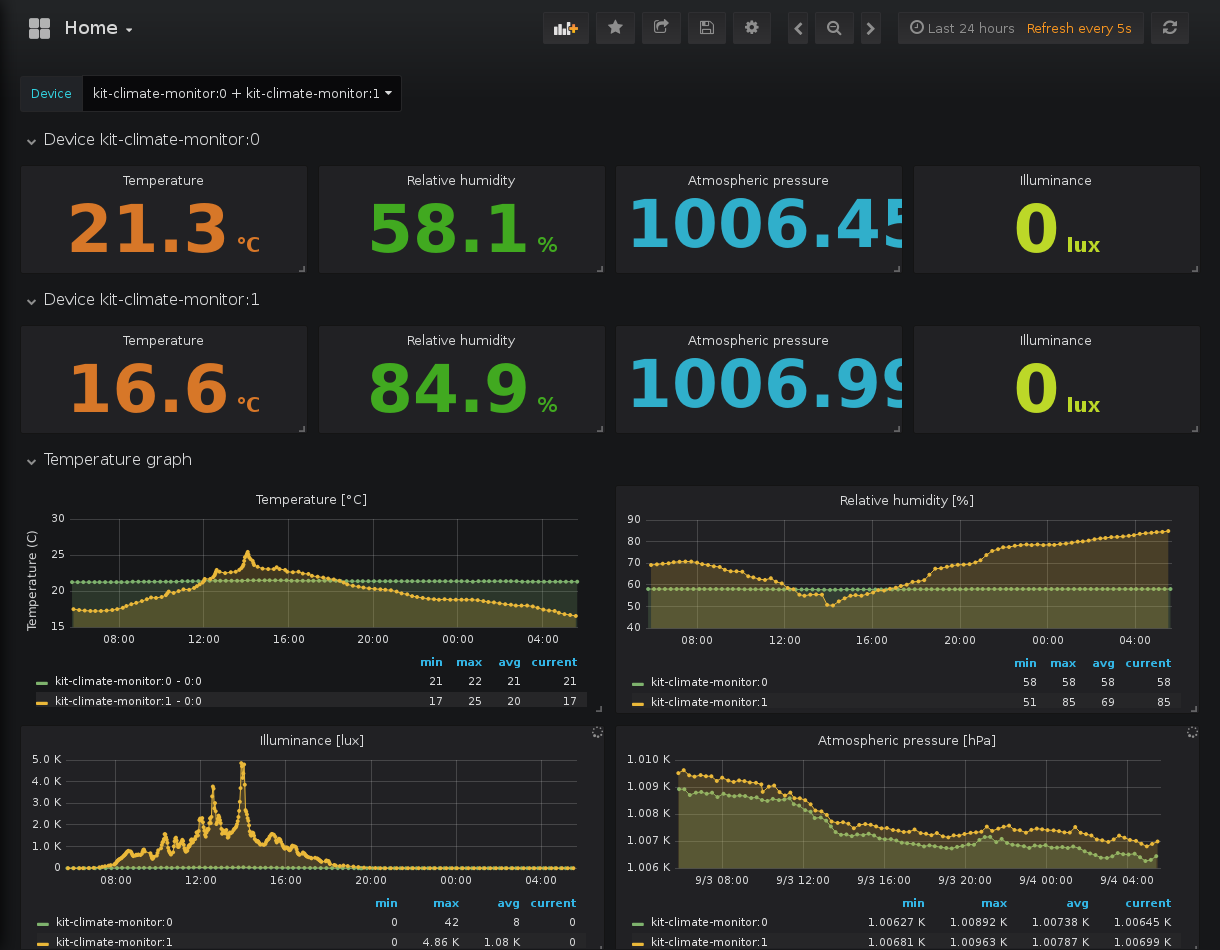 Home
Last 24 hours Refresh every 5s
Device kit-climate-monitor:0 + kit-climate-monitor:1
Device kit-climate-monitor:0
Temperature Relative humidity Atmospheric pressure Illuminance
21.3 °C 58.1 % 1006.45 0 lux
Device kit-climate-monitor:1
Temperature Relative humidity Atmospheric pressure Illuminance
16.6 °C 84.9 % 1006.99 0 lux
Temperature graph
Temperature [°C]
Temperature (C)
30
25
20
15
08:00 12:00 16:00 20:00 00:00 04:00
min max avg current
kit-climate-monitor:0 - 0:0 21 22 21 21
kit-climate-monitor:1 - 0:0 17 25 20 17
Relative humidity [%]
90
80
70
60
50
40
08:00 12:00 16:00 20:00 00:00 04:00
min max avg current
kit-climate-monitor:0 58 58 58 58
kit-climate-monitor:1 51 85 69 85
Illuminance [lux]
5.0 K
4.0 K
3.0 K
2.0 K
1.0 K
0
08:00 12:00 16:00 20:00 00:00 04:00
min max avg current
kit-climate-monitor:0 0 42 8 0
kit-climate-monitor:1 0 4.86 K 1.08 K 0
Atmospheric pressure [hPa]
1.010 K
1.009 K
1.008 K
1.007 K
1.006 K
9/3 08:00 9/3 12:00 9/3 16:00 9/3 20:00 9/4 00:00 9/4 04:00
min max avg current
kit-climate-monitor:0 1.00627 K 1.00892 K 1.00738 K 1.00645 K
kit-climate-monitor:1 1.00681 K 1.00963 K 1.00787 K 1.00699 K